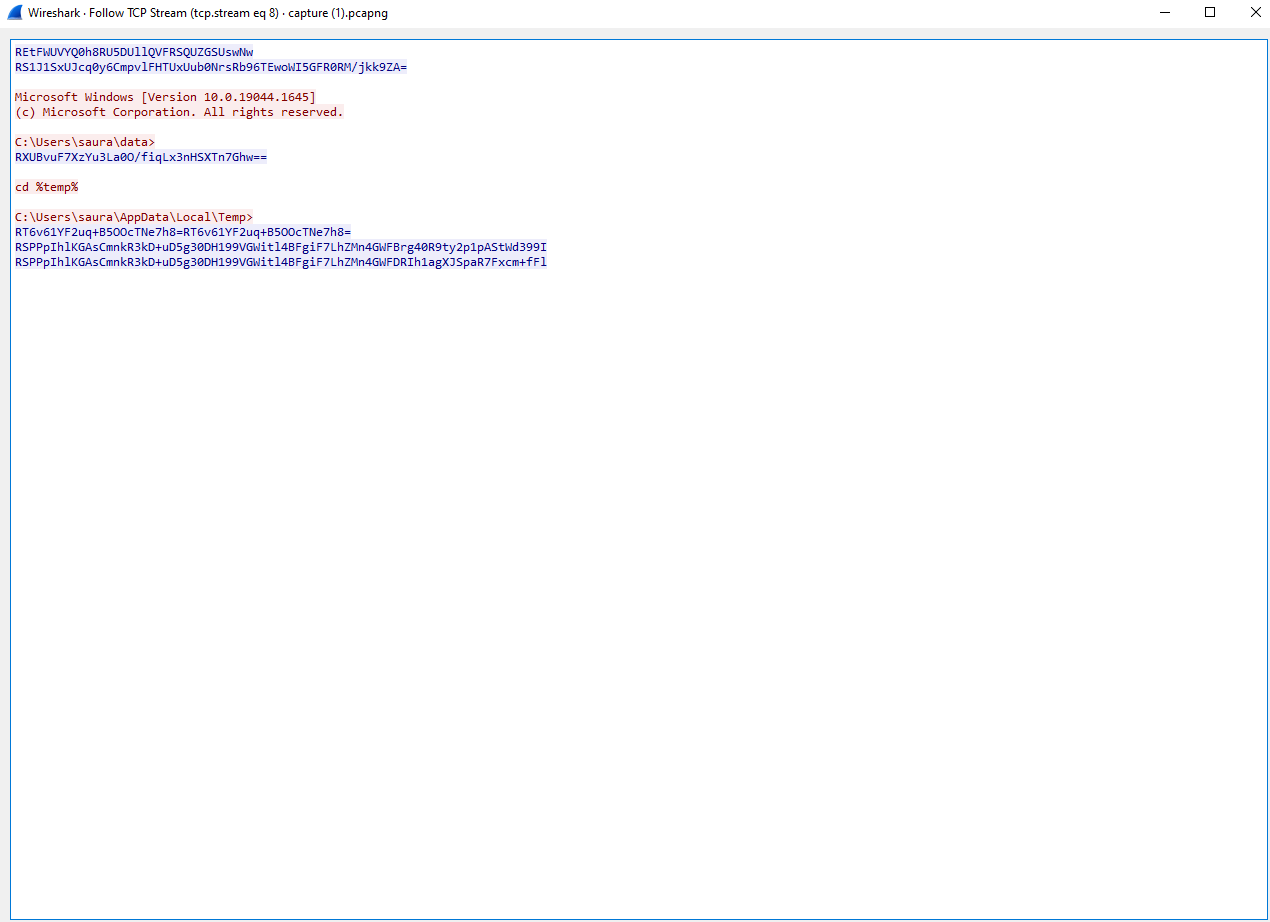 Wireshark · Follow TCP Stream (tcp.stream eq 8) · capture (1).pcapng
REtFWUVYQ0h8RU5DUllQVFRSQUZGSUswNw
RS1J1SxUJcq0y6CmpvlFHTUxUub0NrsRb96TEwoWI5GFR0RM/jkk9ZA=
Microsoft Windows [Version 10.0.19044.1645]
(c) Microsoft Corporation. All rights reserved.
C:\Users\saura\data>
RXUBvuF7XzYu3La0O/fiqLx3nHSXTn7Ghw==
cd %temp%
C:\Users\saura\AppData\Local\Temp>
RT6v61YF2uq+B5OOcTNe7h8=RT6v61YF2uq+B5OOcTNe7h8=
RSPPpIhlKGAsCmnkR3kD+uD5g30DH199VGWitl4BFgiF7LhZMn4GWFBrg40R9ty2p1pAStWd399I
RSPPpIhlKGAsCmnkR3kD+uD5g30DH199VGWitl4BFgiF7LhZMn4GWFDRIh1agXJSpaR7Fxcm+fFl